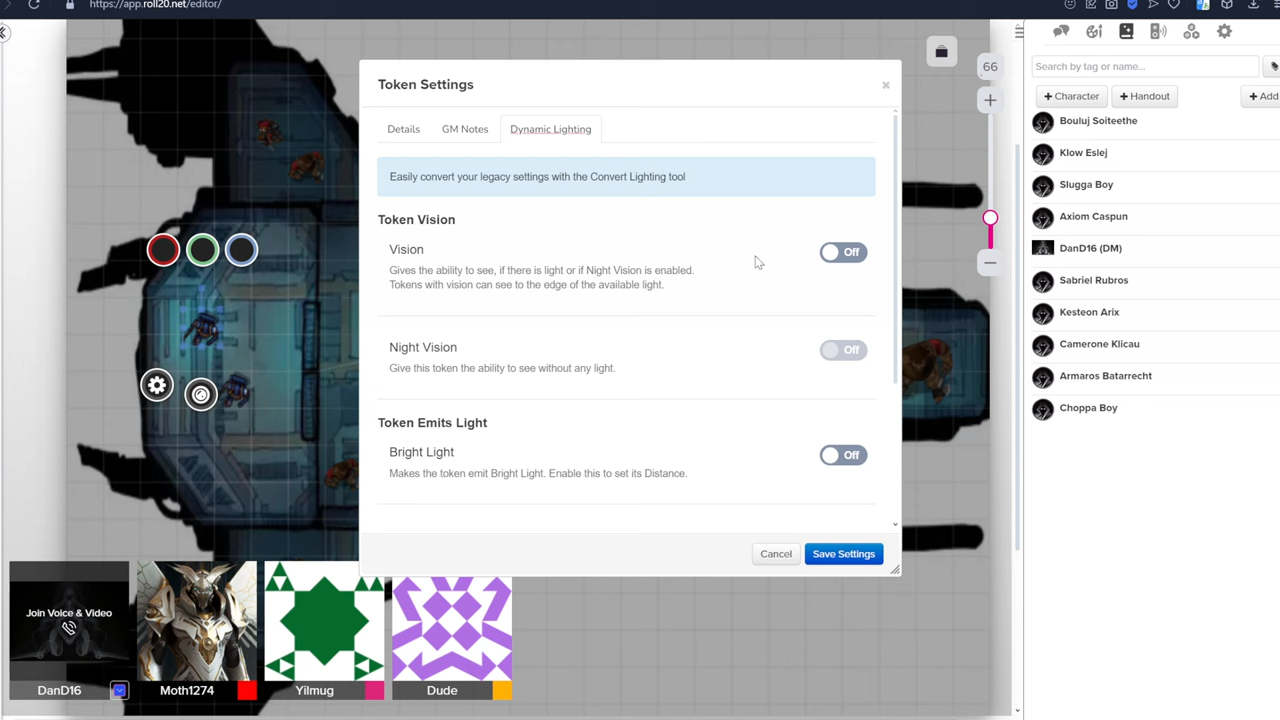 https://app.roll20.net/editor/
66
Search by tag or name...
+ Character
+ Handout
+ Add
Bouluj Soiteethe
Klow Eslej
Slugga Boy
Axiom Caspun
DanD16 (DM)
Sabriel Rubros
Kesteon Arix
Camerone Klicau
Armaros Batarrecht
Choppa Boy
Token Settings
Details
GM Notes
Dynamic Lighting
Easily convert your legacy settings with the Convert Lighting tool
Token Vision
Vision
Off
Gives the ability to see, if there is light or if Night Vision is enabled.
Tokens with vision can see to the edge of the available light.
Night Vision
Off
Give this token the ability to see without any light.
Token Emits Light
Bright Light
Off
Makes the token emit Bright Light. Enable this to set its Distance.
Cancel
Save Settings
Join Voice & Video
DanD16
Moth1274
Yilmug
Dude